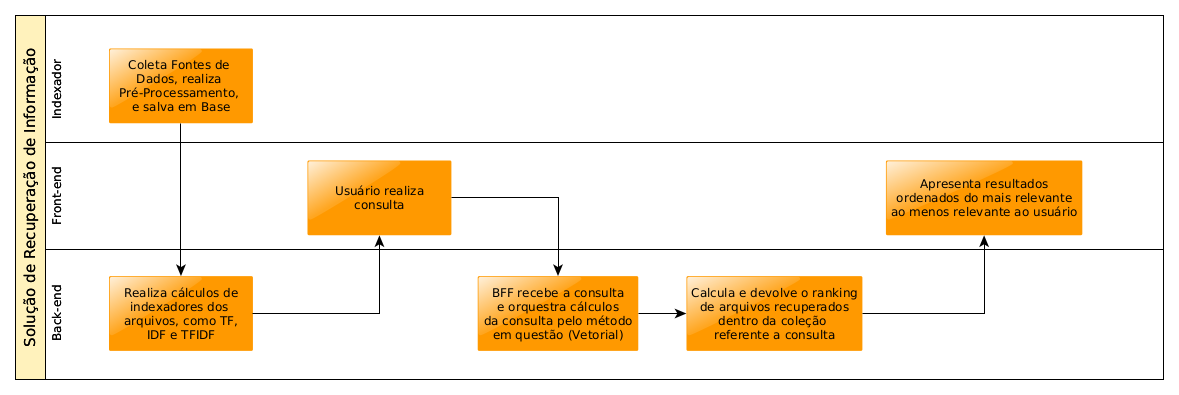 Solução de Recuperação de Informação
Indexador
Coleta Fontes de
Dados, realiza
Pré-Processamento,
e salva em Base
Front-end
Usuário realiza
consulta
Apresenta resultados
ordenados do mais relevante
ao menos relevante ao usuário
Back-end
Realiza cálculos de
indexadores dos
arquivos, como TF,
IDF e TFIDF
BFF recebe a consulta
e orquestra cálculos
da consulta pelo método
em questão (Vetorial)
Calcula e devolve o ranking
de arquivos recuperados
dentro da coleção
referente a consulta